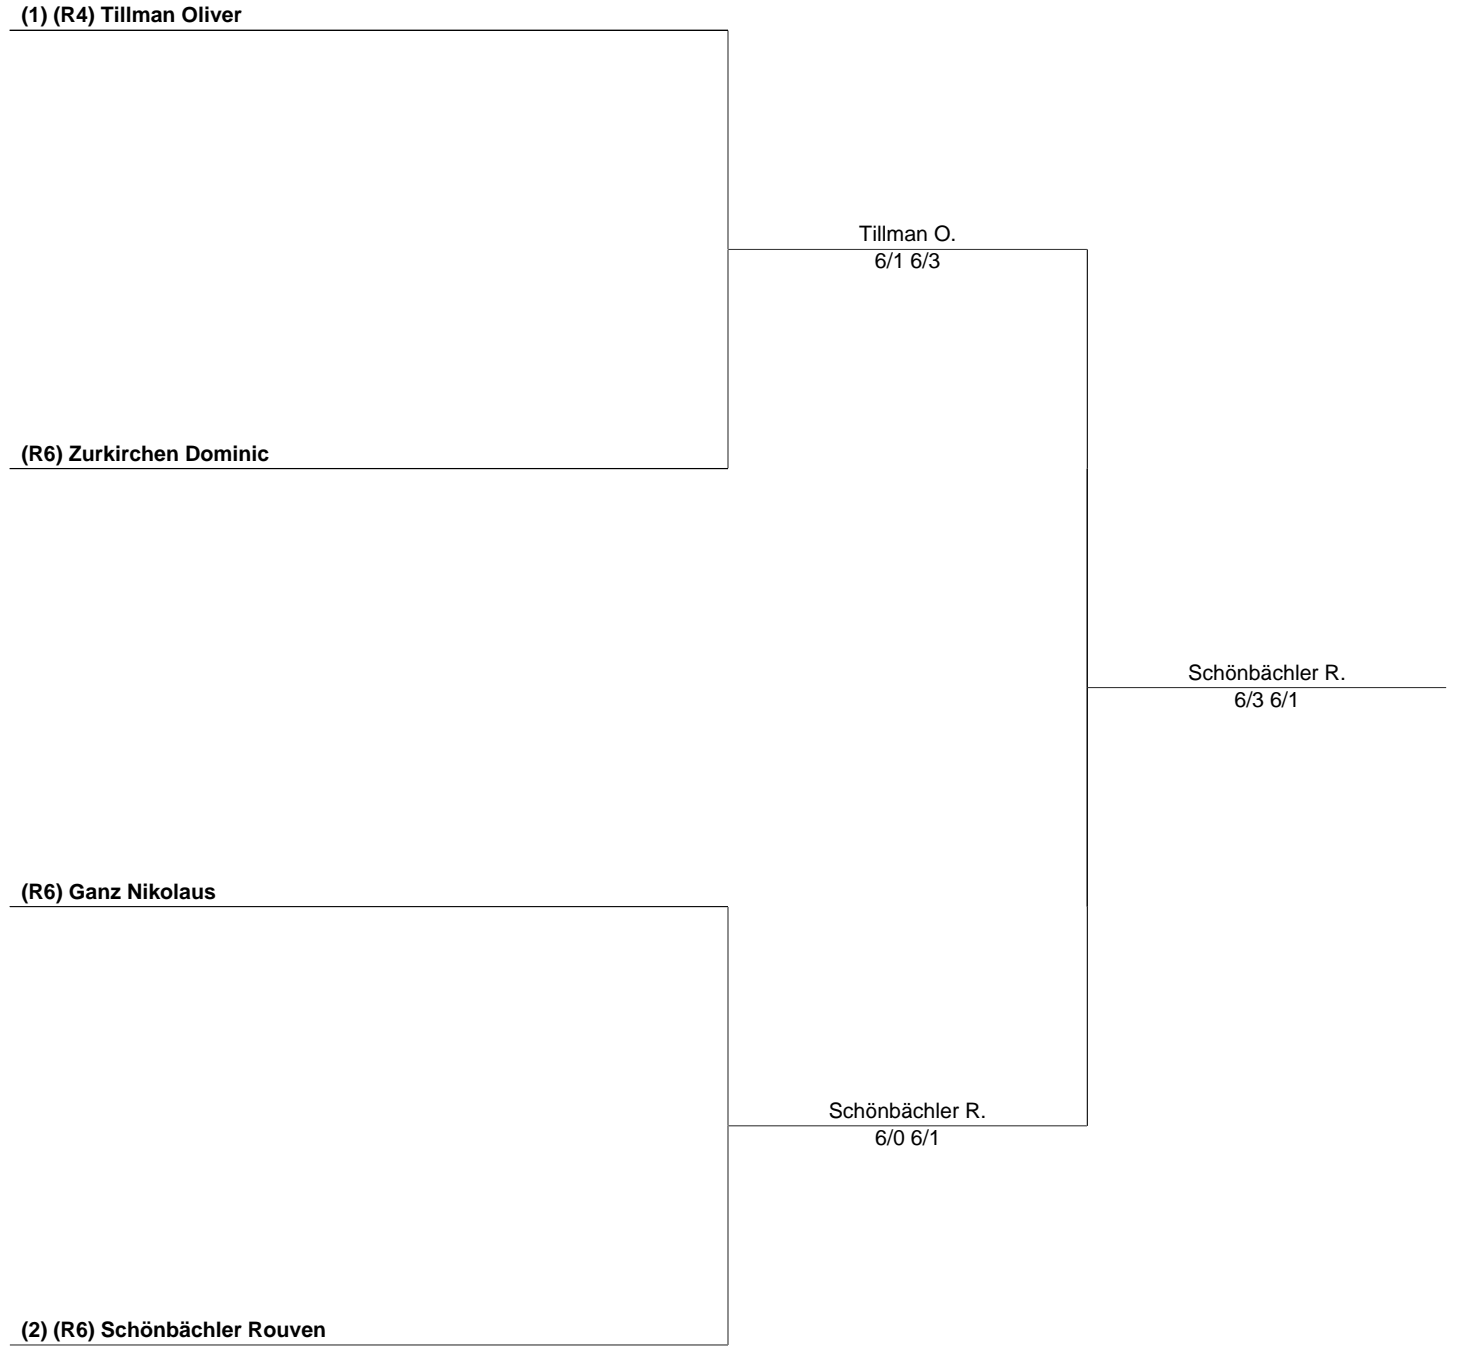 (1) (R4) Tillman Oliver
Tillman O.
6/1 6/3
(R6) Zurkirchen Dominic
Schönbächler R.
6/3 6/1
(R6) Ganz Nikolaus
Schönbächler R.
6/0 6/1
(2) (R6) Schönbächler Rouven